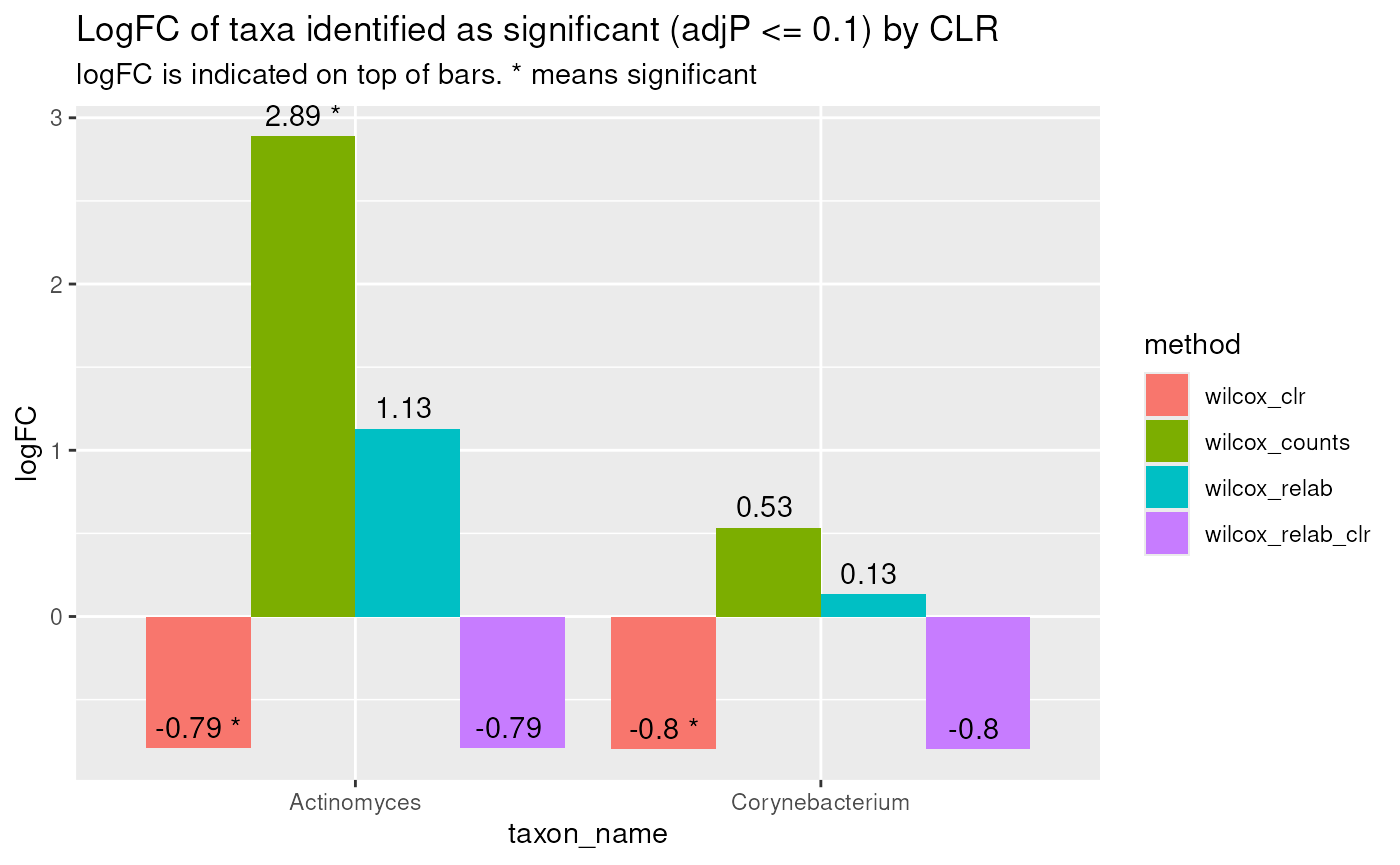 LogFC of taxa identified as significant (adjP <= 0.1) by CLR
logFC is indicated on top of bars. * means significant
3
2
1
0
logFC
2.89 *
1.13
0.53
0.13
-0.79 *
-0.79
-0.8 *
-0.8
Actinomyces
Corynebacterium
taxon_name
method
wilcox_clr
wilcox_counts
wilcox_relab
wilcox_relab_clr